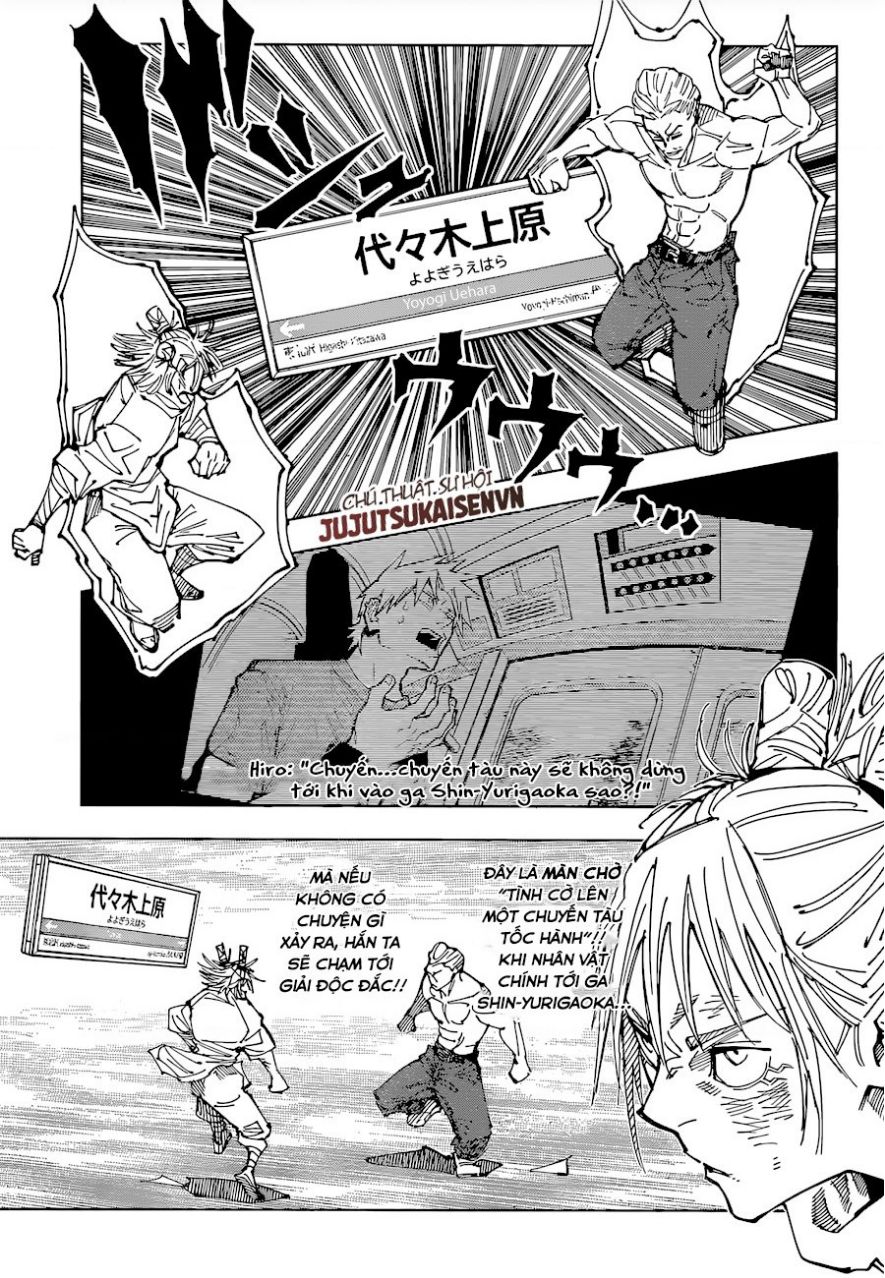 代々木上原
よよぎうえはら
Yoyogi Uehara
Higashi-Kitazawa
CHÚ THUẬT SƯ HỒI
JUJUTSUKAISENVN
Hiro: "Chuyến...chuyến tàu này sẽ không dừng
tới khi vào ga Shin-Yurigaoka sao?!"
ĐÂY LÀ MÀN CHỜ
"TÌNH CỜ LÊN
MỘT CHUYẾN TÀU
TỐC HÀNH"!!
KHI NHÂN VẬT
CHÍNH TỚI GA
SHIN-YURIGAOKA...
MÀ NẾU
KHÔNG CÓ
CHUYỆN GÌ
XẢY RA, HẮN TA
SẼ CHẠM TỚI
GIẢI ĐỘC ĐẮC!!
代々木上原
よよぎうえはら